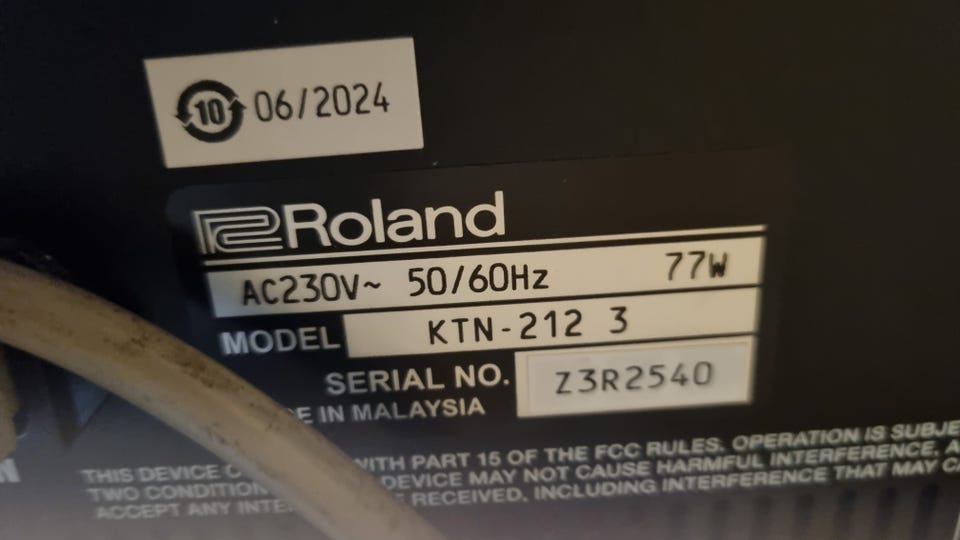 10 06/2024
Roland
AC230V~ 50/60Hz 77W
MODEL KTN-212 3
SERIAL NO. Z3R2540
IN MALAYSIA
THIS DEVICE WITH PART 15 OF THE FCC RULES. OPERATION IS
TWO DEVICE MAY NOT CAUSE HARMFUL INTERFERENCE,
ACCEPT ANY RECEIVED, INCLUDING INTERFERENCE THAT MAY